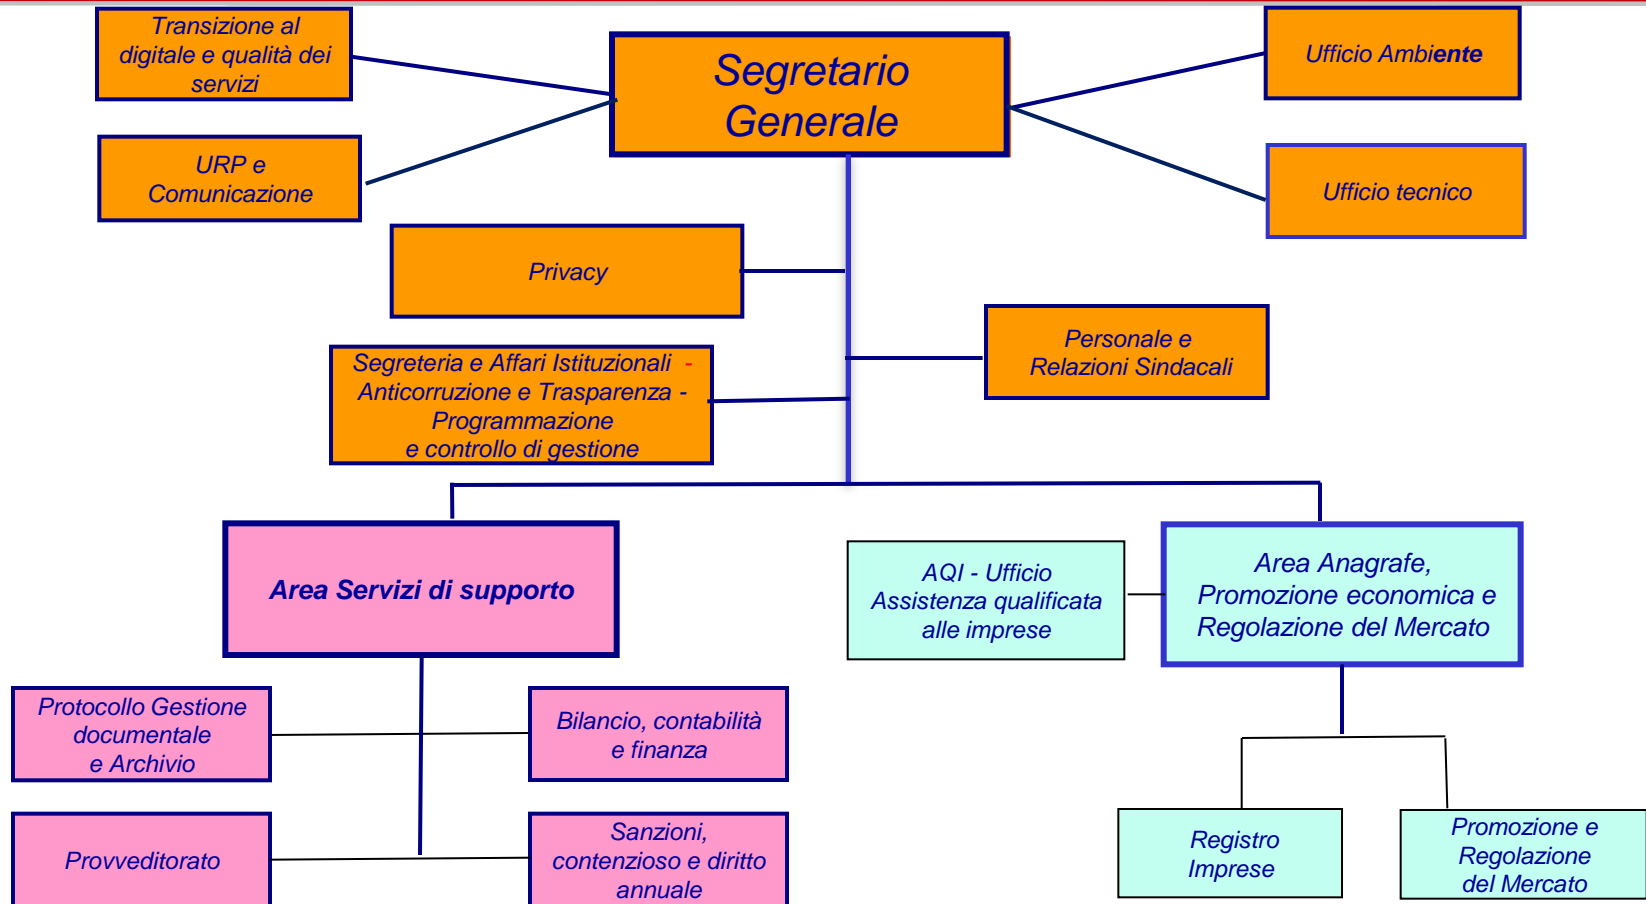 Transizione al
digitale e qualità dei
servizi
Segretario
Generale
Ufficio Ambiente
URP e
Comunicazione
Ufficio tecnico
Privacy
Personale e
Relazioni Sindacali
Segreteria e Affari Istituzionali -
Anticorruzione e Trasparenza -
Programmazione
e controllo di gestione
Area Servizi di supporto
AQI - Ufficio
Assistenza qualificata
alle imprese
Area Anagrafe,
Promozione economica e
Regolazione del Mercato
Protocollo Gestione
documentale
e Archivio
Bilancio, contabilità
e finanza
Provveditorato
Sanzioni,
contenzioso e diritto
annuale
Registro
Imprese
Promozione e
Regolazione
del Mercato